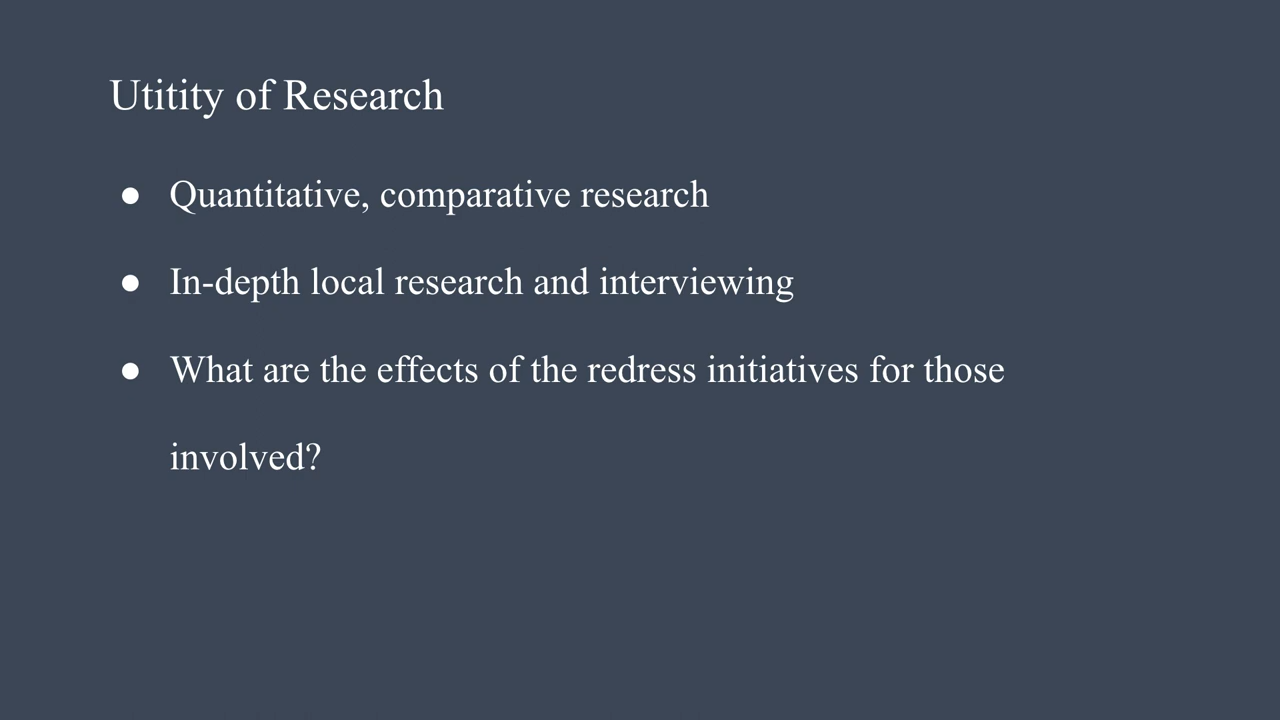 Utitity of Research
● Quantitative, comparative research
● In-depth local research and interviewing
● What are the effects of the redress initiatives for those
involved?